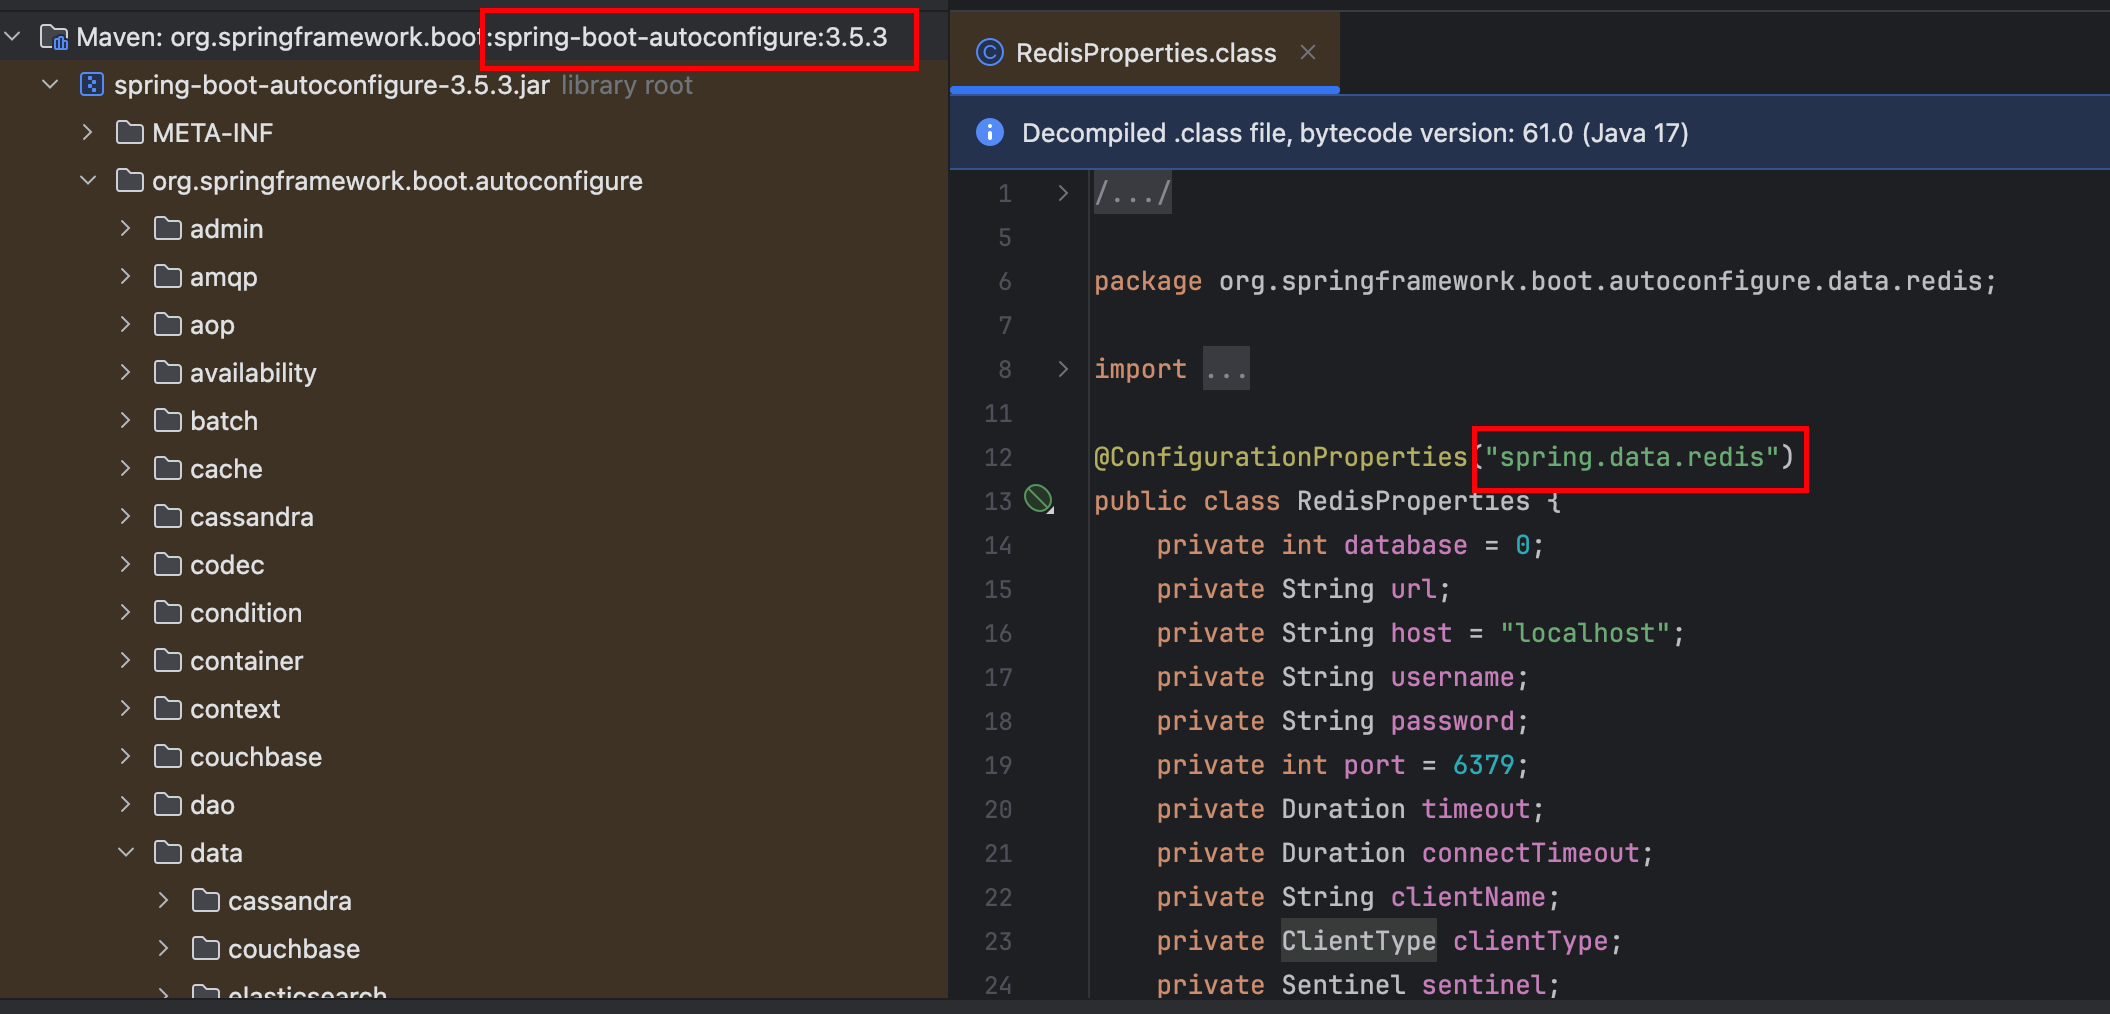 Maven: org.springframework.boot:spring-boot-autoconfigure:3.5.3
spring-boot-autoconfigure-3.5.3.jar library root
META-INF
org.springframework.boot.autoconfigure
admin
amqp
aop
availability
batch
cache
cassandra
codec
condition
container
context
couchbase
dao
data
cassandra
couchbase
elasticsearch
RedisProperties.class
Decompiled .class file, bytecode version: 61.0 (Java 17)
1 /.../
5
6 package org.springframework.boot.autoconfigure.data.redis;
7
8 import ...
11
12 @ConfigurationProperties("spring.data.redis")
13 public class RedisProperties {
14 private int database = 0;
15 private String url;
16 private String host = "localhost";
17 private String username;
18 private String password;
19 private int port = 6379;
20 private Duration timeout;
21 private Duration connectTimeout;
22 private String clientName;
23 private ClientType clientType;
24 private Sentinel sentinel;